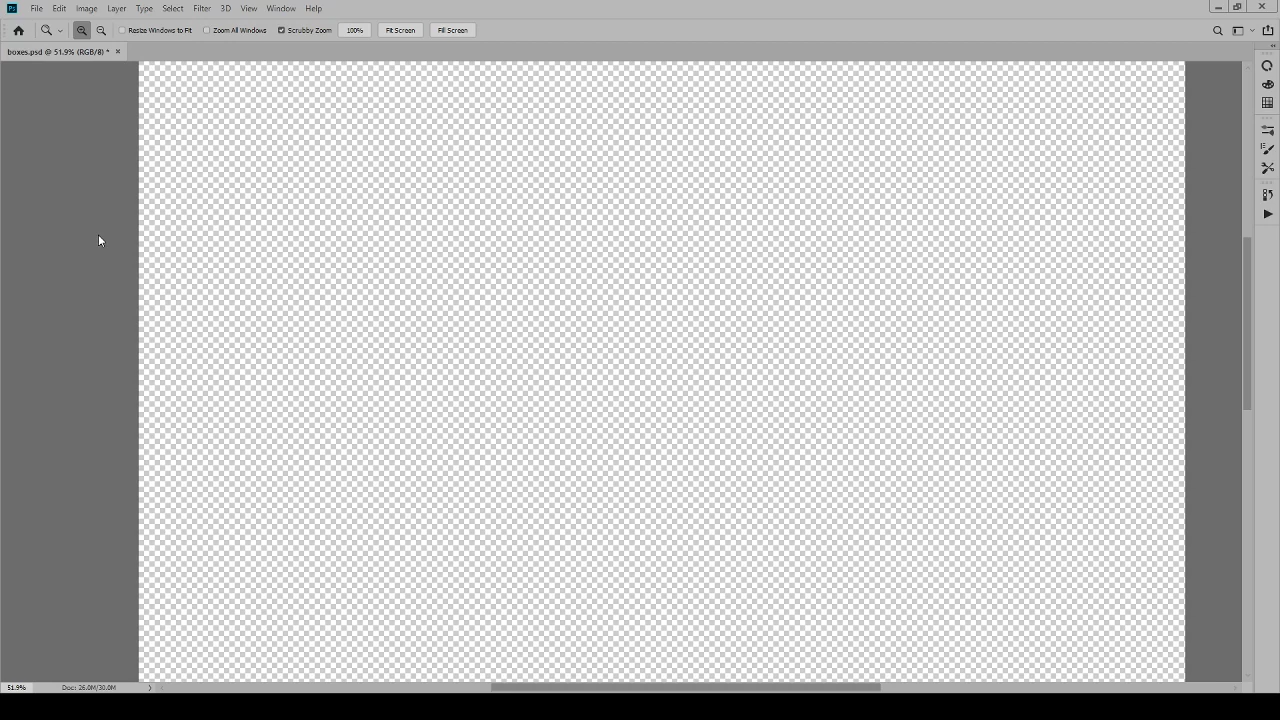 Ps File Edit Image Layer Type Select Filter 3D View Window Help
Resize Windows to Fit Zoom All Windows Scrubby Zoom 100% Fit Screen Fill Screen
boxes.psd @ 51.9% (RGB/8) * ×
51.9% Doc: 26.0M/30.0M